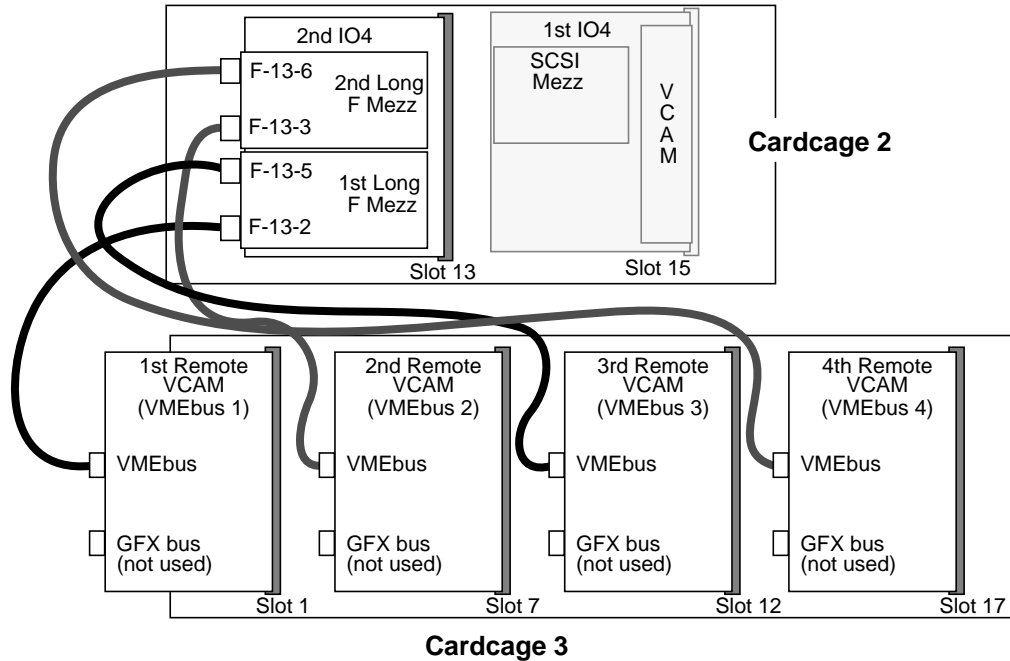 2nd IO4
F-13-6
2nd Long
F Mezz
F-13-3
F-13-5
1st Long
F Mezz
F-13-2
Slot 13
1st IO4
SCSI
Mezz
V
C
A
M
Slot 15
Cardcage 2
1st Remote
VCAM
(VMEbus 1)
VMEbus
GFX bus
(not used)
Slot 1
2nd Remote
VCAM
(VMEbus 2)
VMEbus
GFX bus
(not used)
Slot 7
3rd Remote
VCAM
(VMEbus 3)
VMEbus
GFX bus
(not used)
Slot 12
4th Remote
VCAM
(VMEbus 4)
VMEbus
GFX bus
(not used)
Slot 17
Cardcage 3